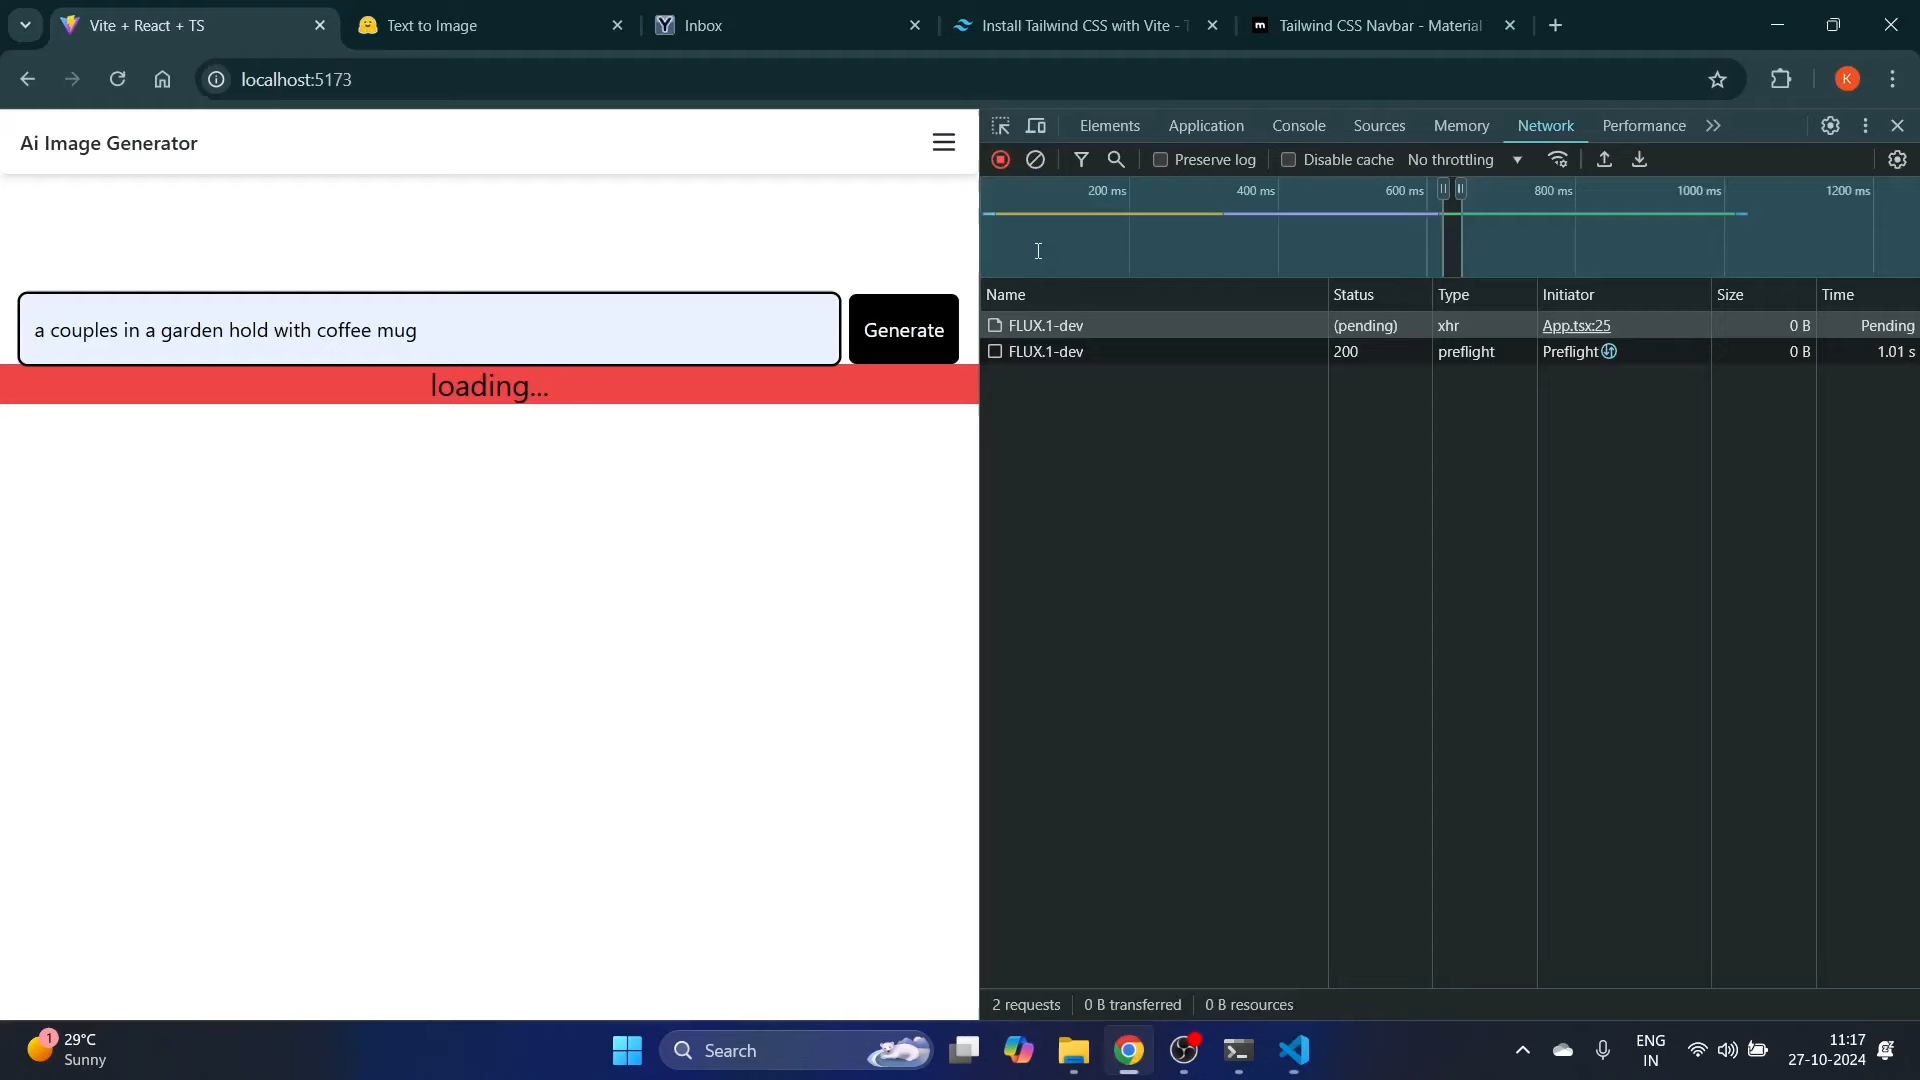 Vite + React + TS
Text to Image
Inbox
Install Tailwind CSS with Vite -
Tailwind CSS Navbar - Material
localhost:5173
K
Ai Image Generator
a couples in a garden hold with coffee mug
Generate
loading...
Elements Application Console Sources Memory Network Performance
Preserve log Disable cache No throttling
200 ms 400 ms 600 ms 800 ms 1000 ms 1200 ms
Name Status Type Initiator Size Time
FLUX.1-dev (pending) xhr App.tsx:25 0 B Pending
FLUX.1-dev 200 preflight Preflight 0 B 1.01 s
2 requests 0 B transferred 0 B resources
1
29°C
Sunny
Search
ENG
IN
11:17
27-10-2024